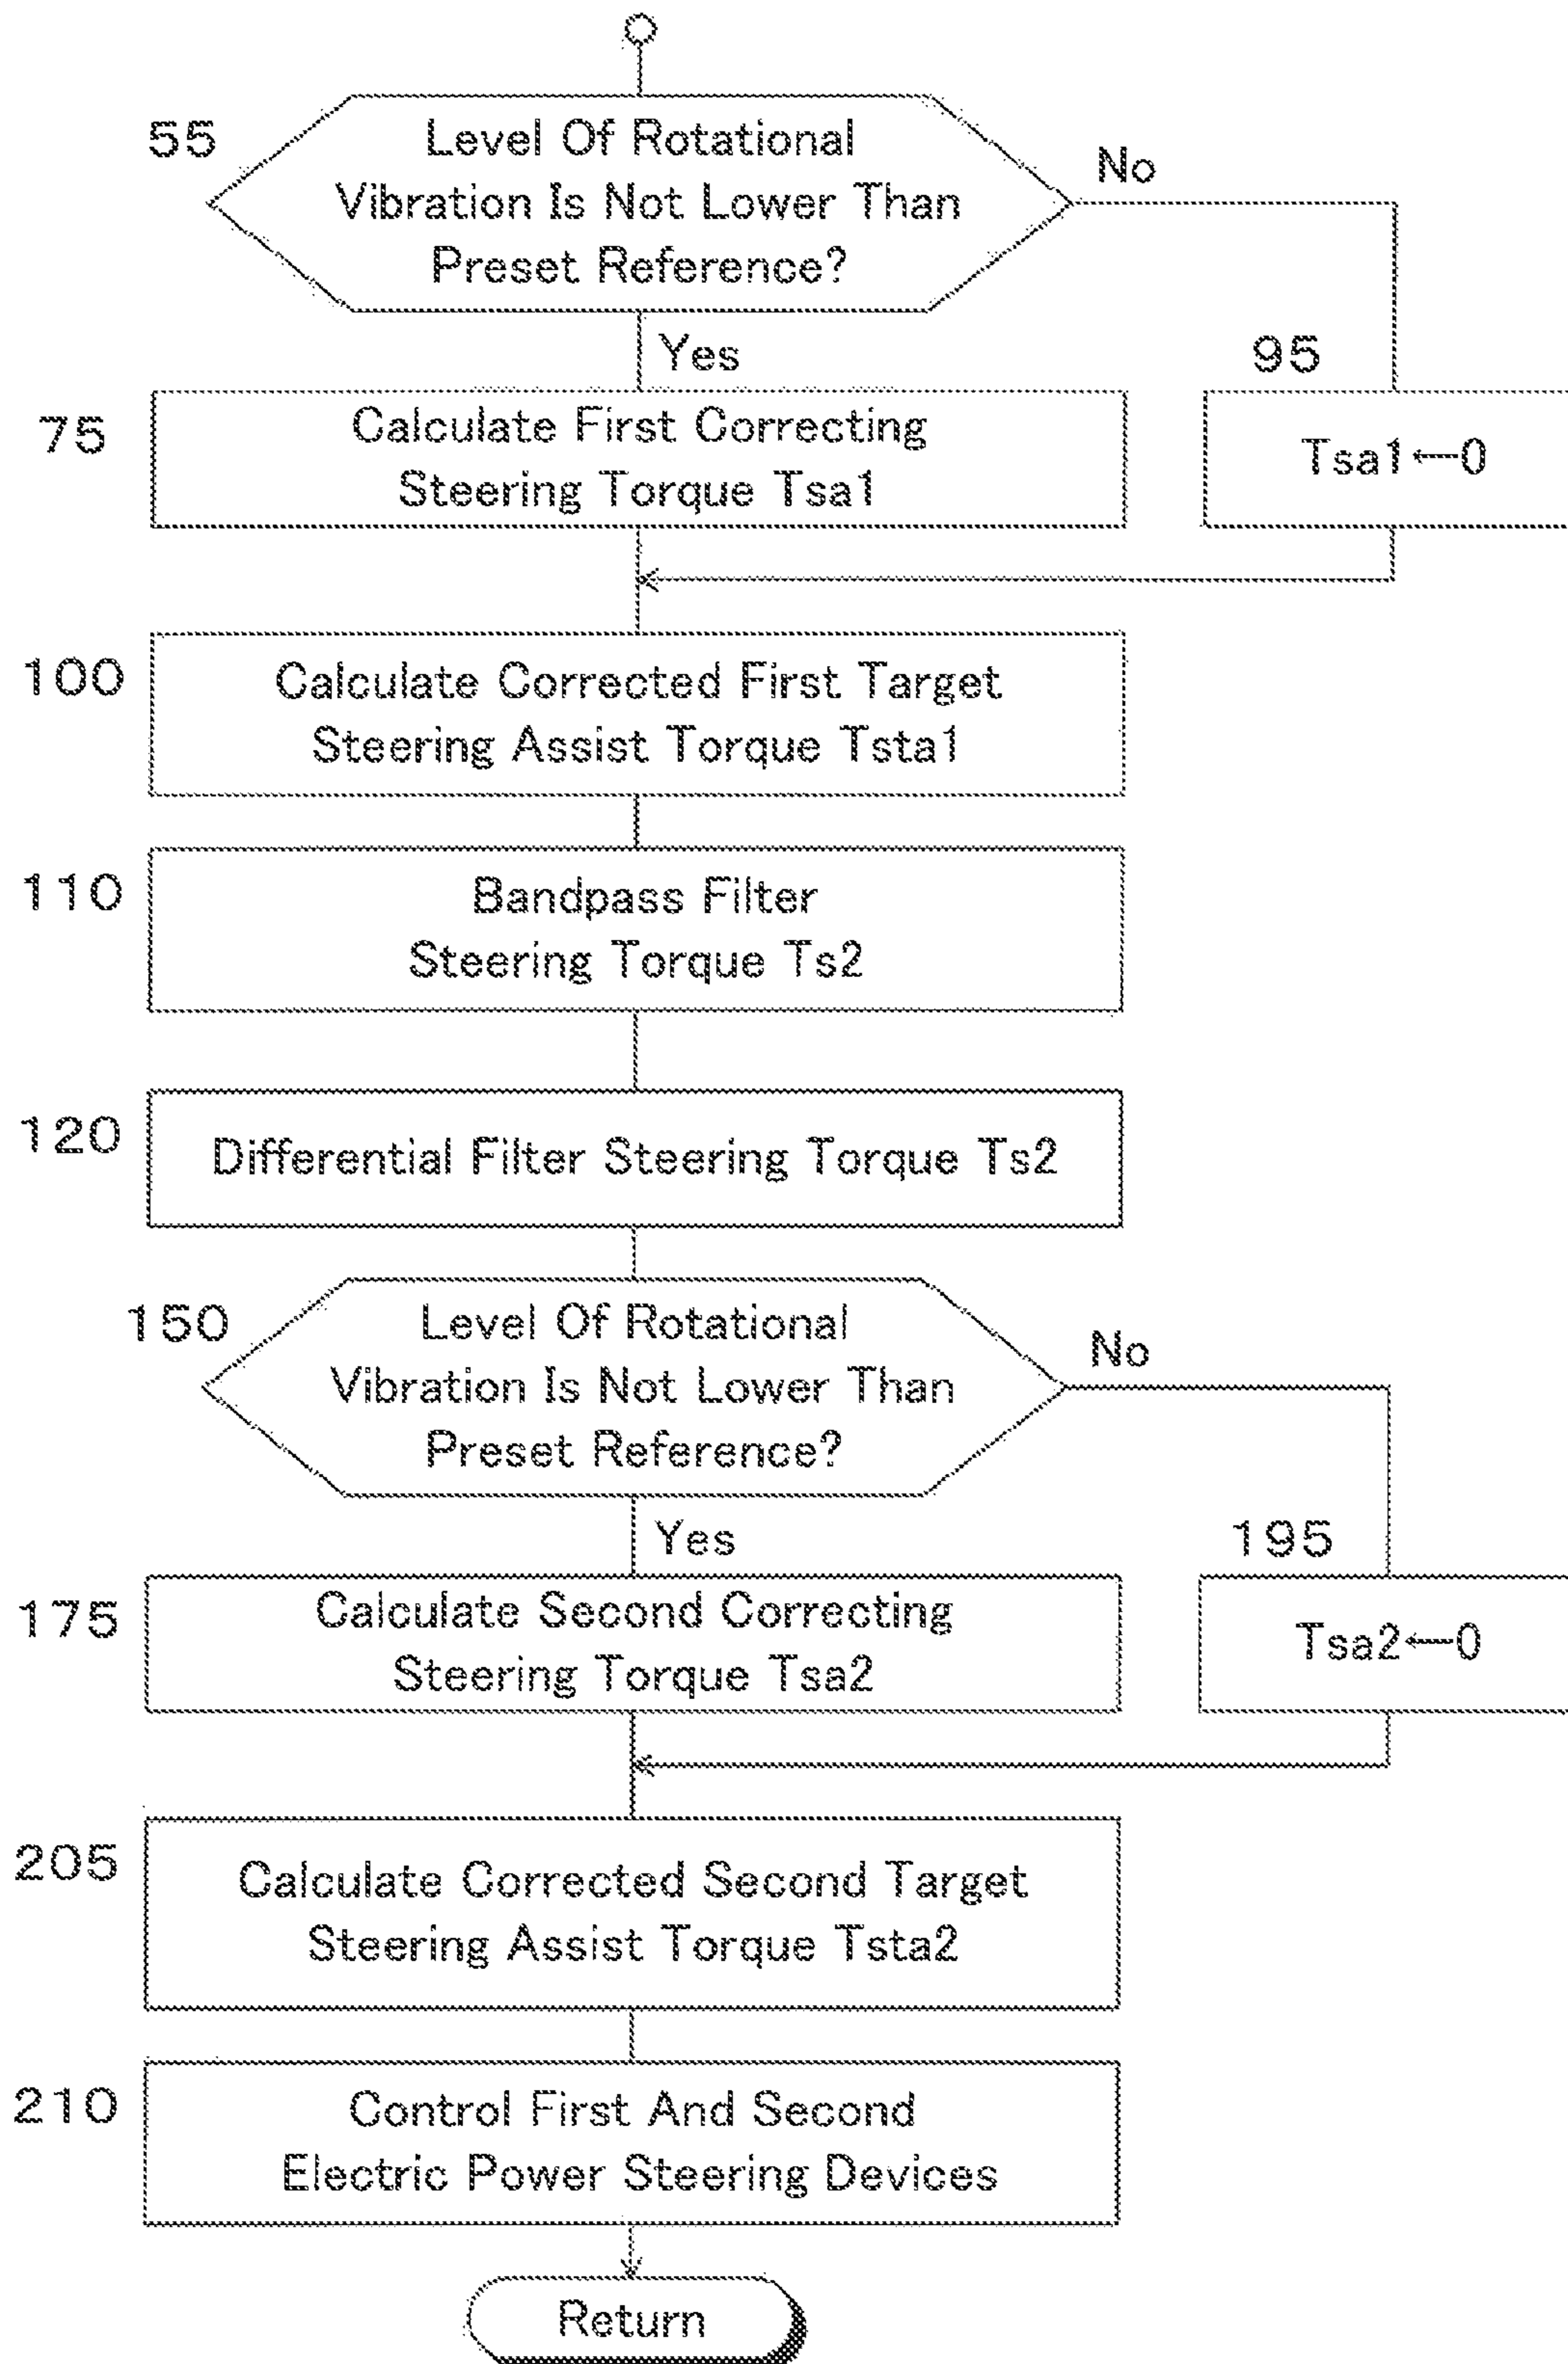 55
Level Of Rotational
Vibration Is Not Lower Than
Preset Reference?
No
Yes
95
75
Calculate First Correcting
Steering Torque Tsa1
Tsa1←0
100
Calculate Corrected First Target
Steering Assist Torque Tsta1
110
Bandpass Filter
Steering Torque Ts2
120
Differential Filter Steering Torque Ts2
150
Level Of Rotational
Vibration Is Not Lower Than
Preset Reference?
No
Yes
195
175
Calculate Second Correcting
Steering Torque Tsa2
Tsa2←0
205
Calculate Corrected Second Target
Steering Assist Torque Tsta2
210
Control First And Second
Electric Power Steering Devices
Return